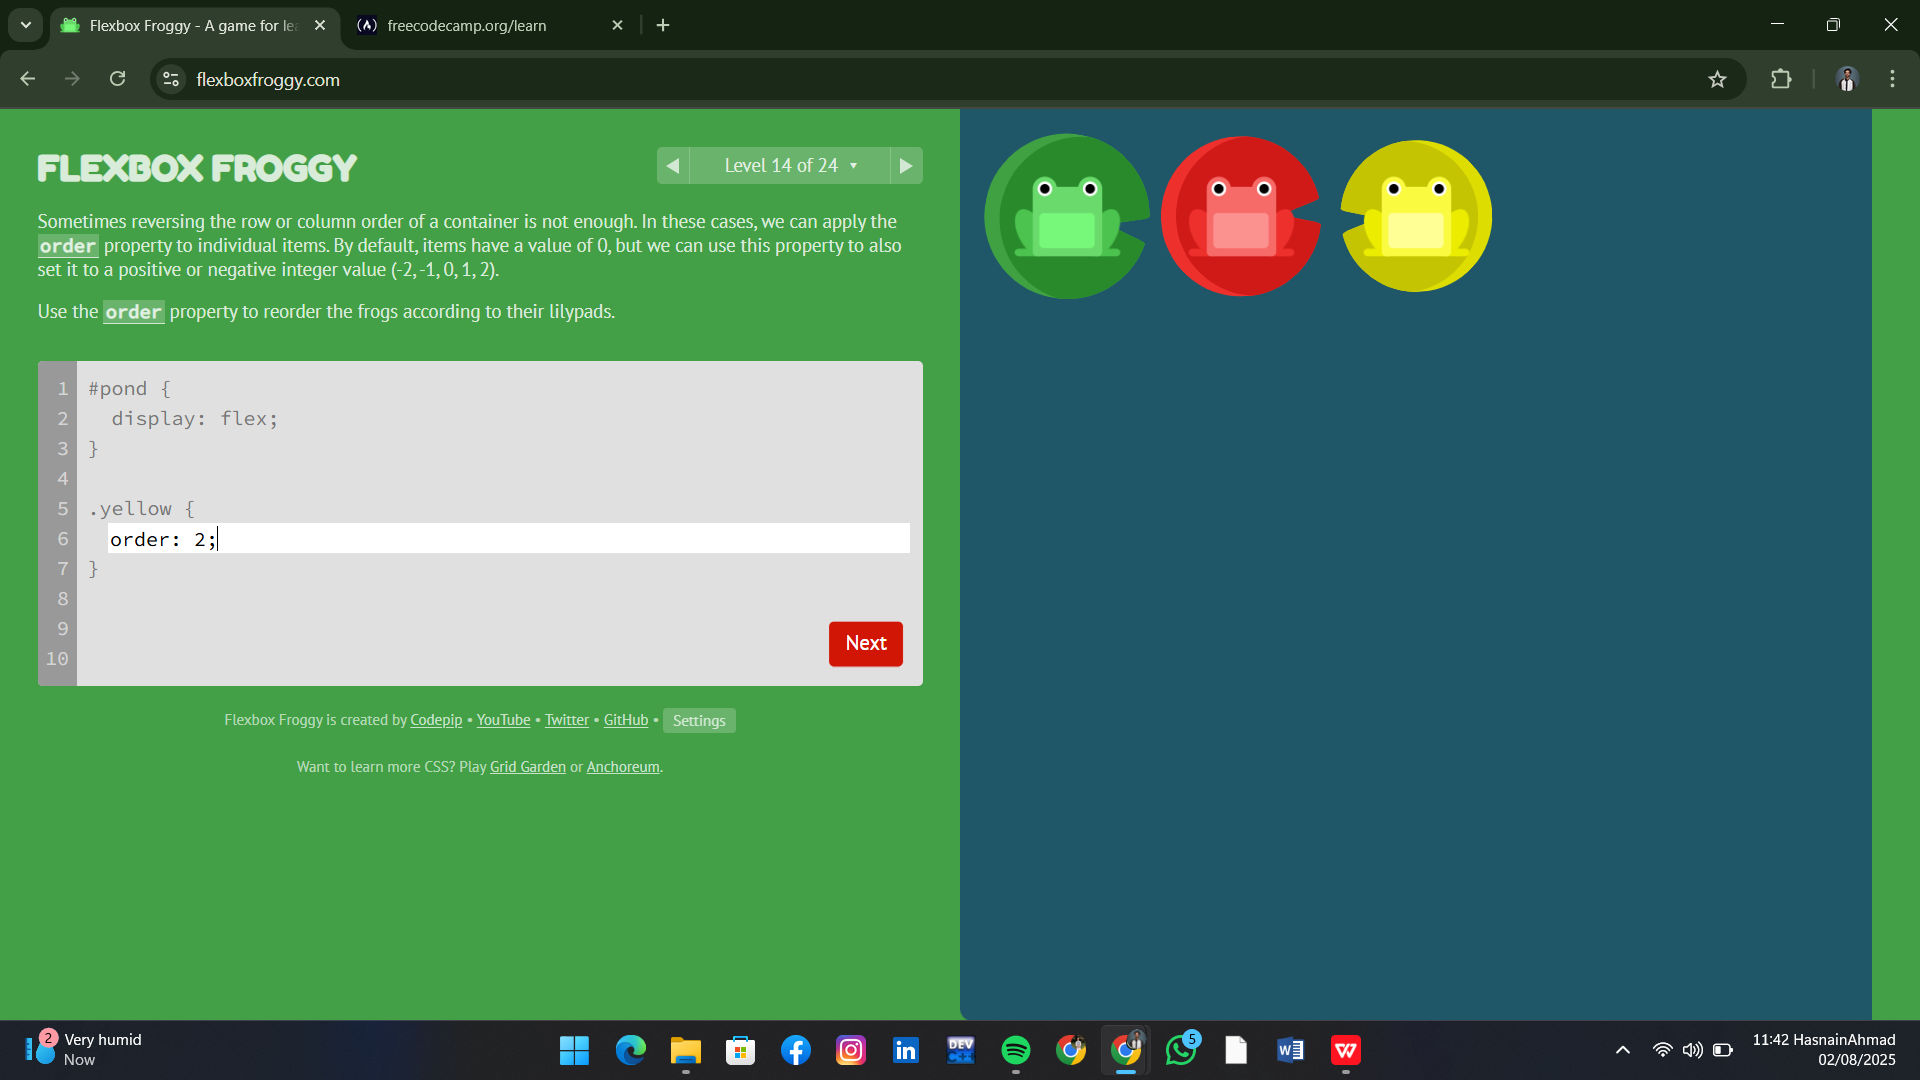 Flexbox Froggy - A game for lea
freecodecamp.org/learn
flexboxfroggy.com
FLEXBOX FROGGY
Level 14 of 24
Sometimes reversing the row or column order of a container is not enough. In these cases, we can apply the
order property to individual items. By default, items have a value of 0, but we can use this property to also
set it to a positive or negative integer value (-2, -1, 0, 1, 2).
Use the order property to reorder the frogs according to their lilypads.
1 #pond {
2 display: flex;
3 }
4
5 .yellow {
6 order: 2;
7 }
8
9
10
Next
Flexbox Froggy is created by Codepip • YouTube • Twitter • GitHub • Settings
Want to learn more CSS? Play Grid Garden or Anchoreum.
2
Very humid
Now
DEV
5
11:42 HasnainAhmad
02/08/2025